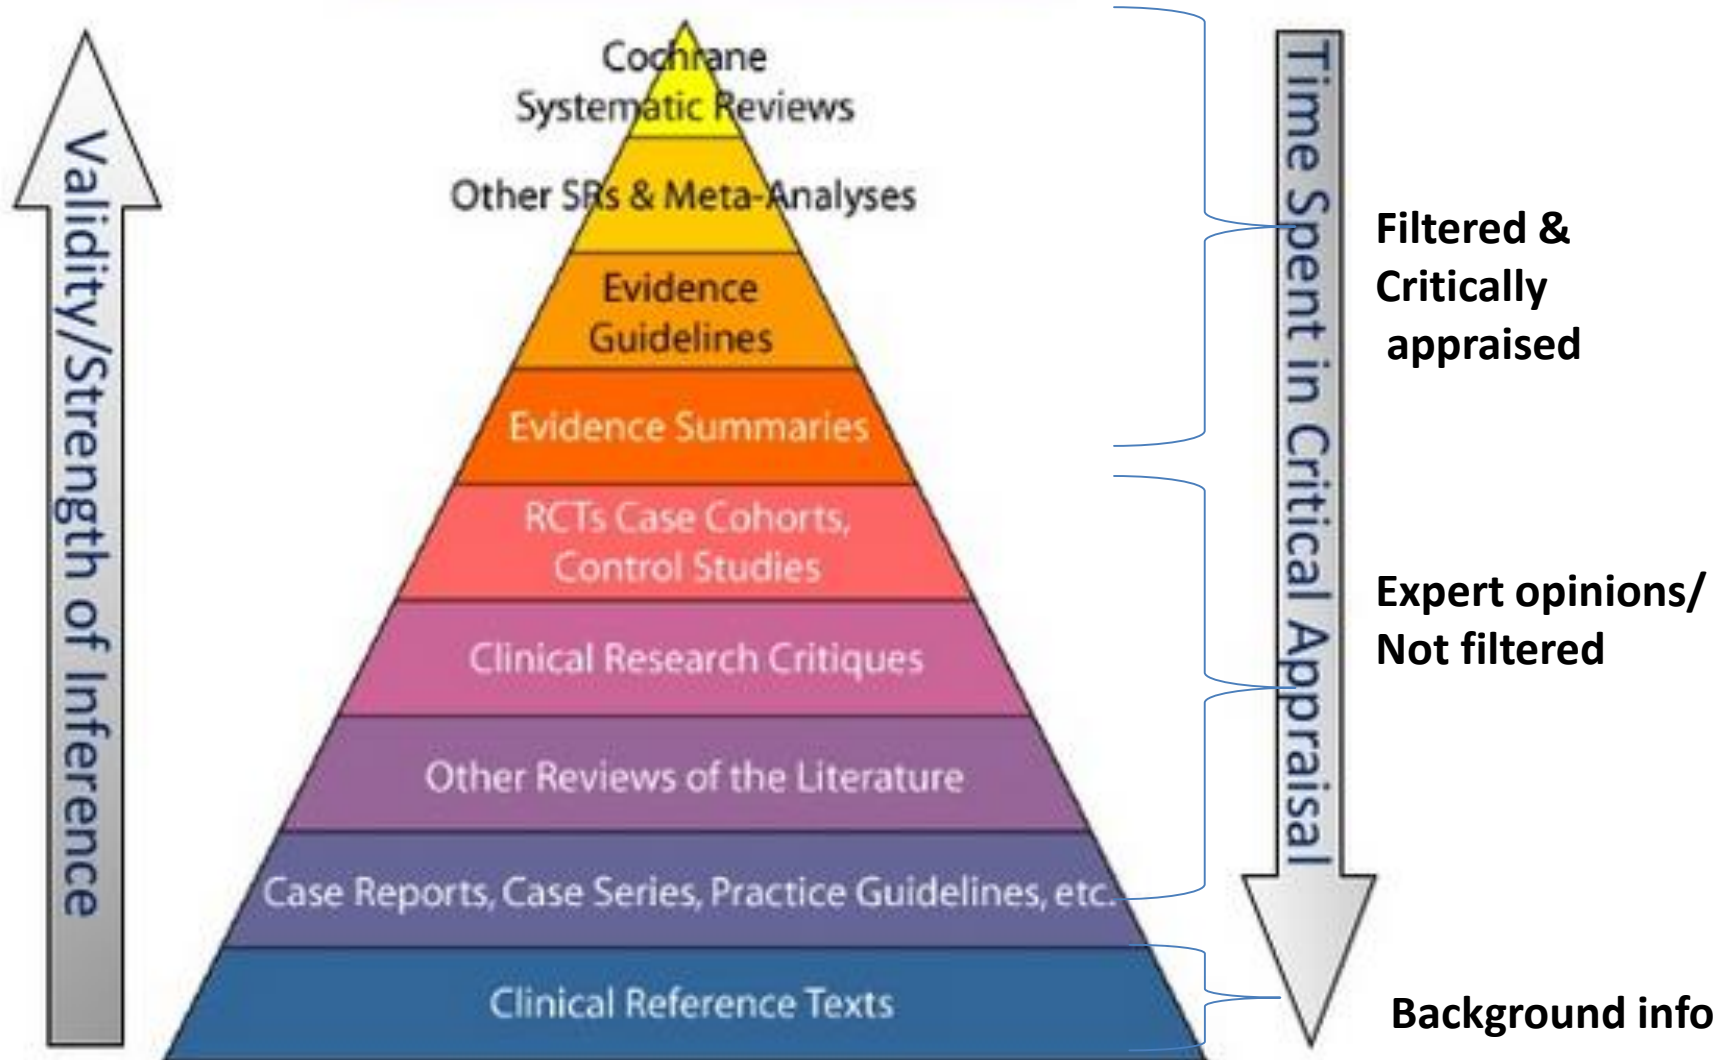 Validity/Strength of Inference
Cochrane
Systematic Reviews
Other SRs & Meta-Analyses
Evidence
Guidelines
Evidence Summaries
RCTs Case Cohorts,
Control Studies
Clinical Research Critiques
Other Reviews of the Literature
Case Reports, Case Series, Practice Guidelines, etc.
Clinical Reference Texts
Time Spent in Critical Appraisal
Filtered &
Critically
appraised
Expert opinions/
Not filtered
Background info